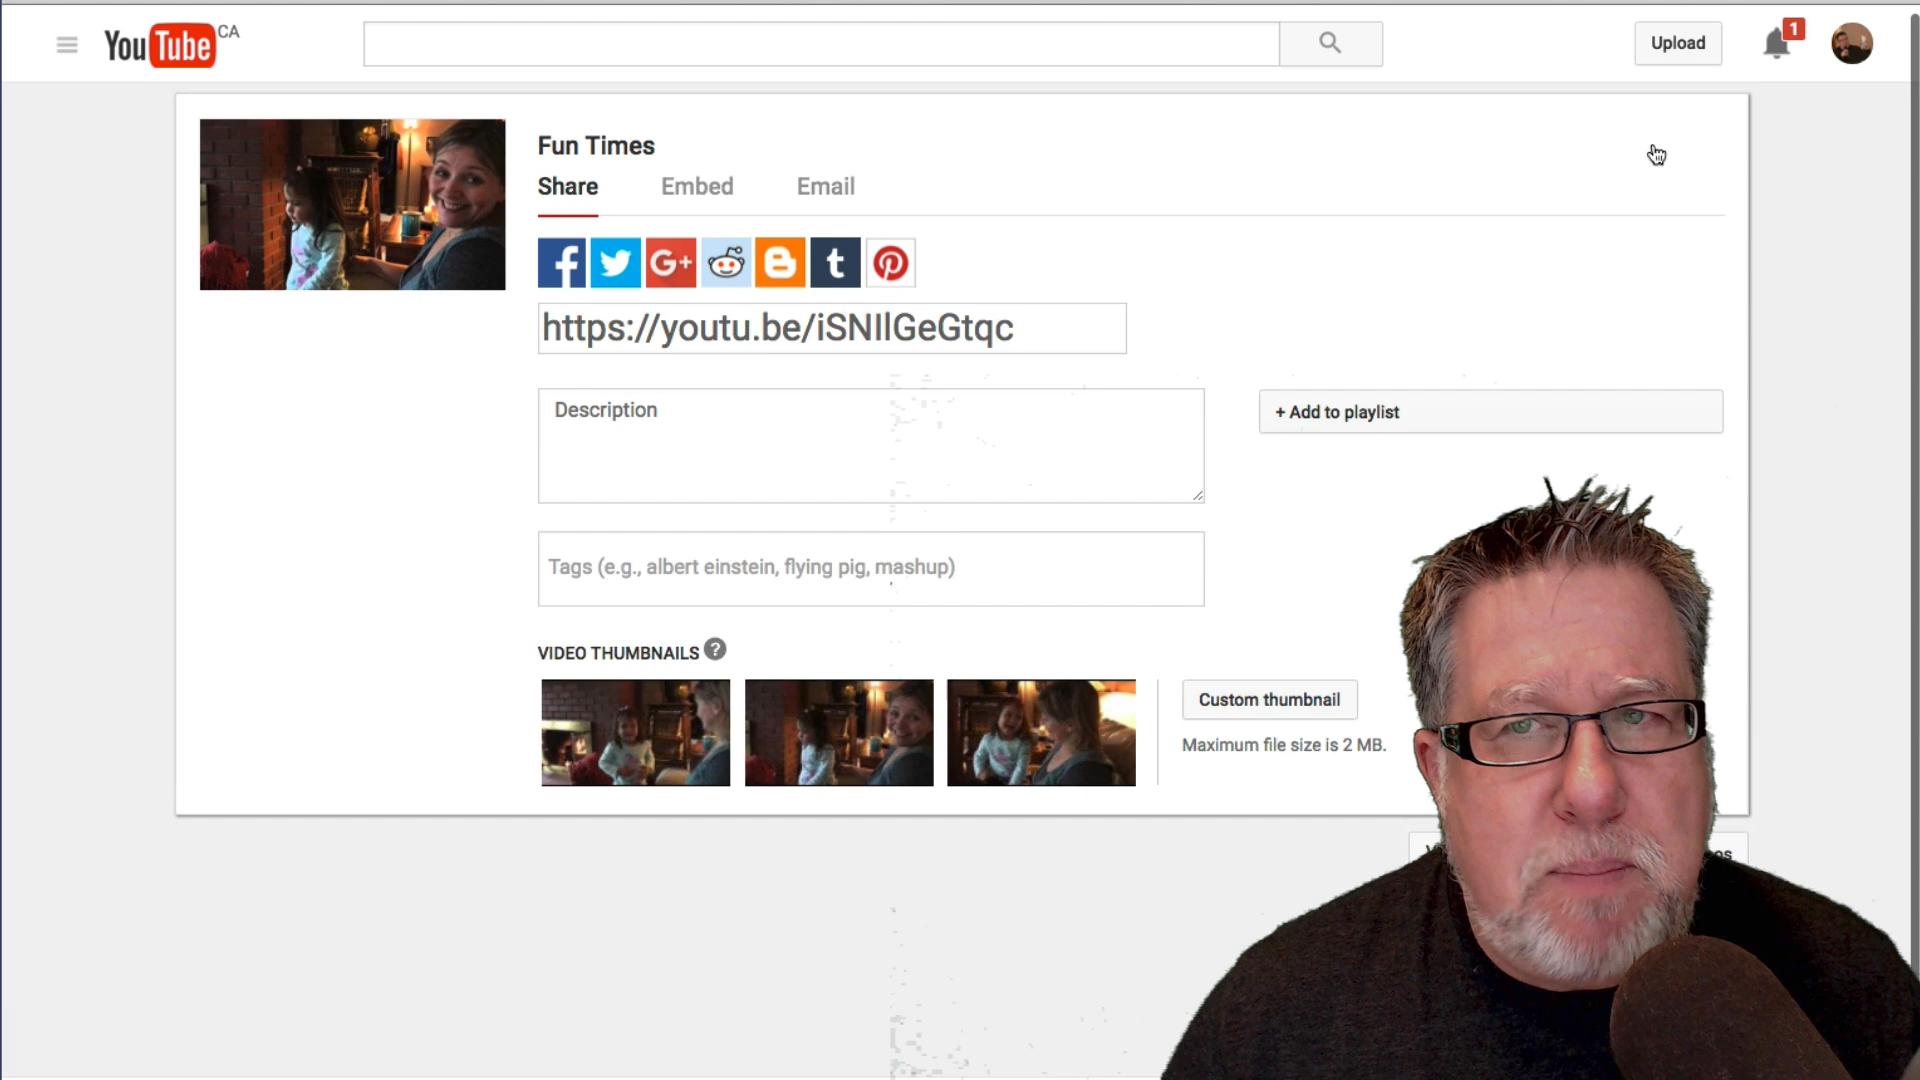 YouTube CA
Upload
1
Fun Times
Share Embed Email
G+
t
https://youtu.be/iSNIlGeGtqc
Description
+ Add to playlist
Tags (e.g., albert einstein, flying pig, mashup)
VIDEO THUMBNAILS ?
Custom thumbnail
Maximum file size is 2 MB.